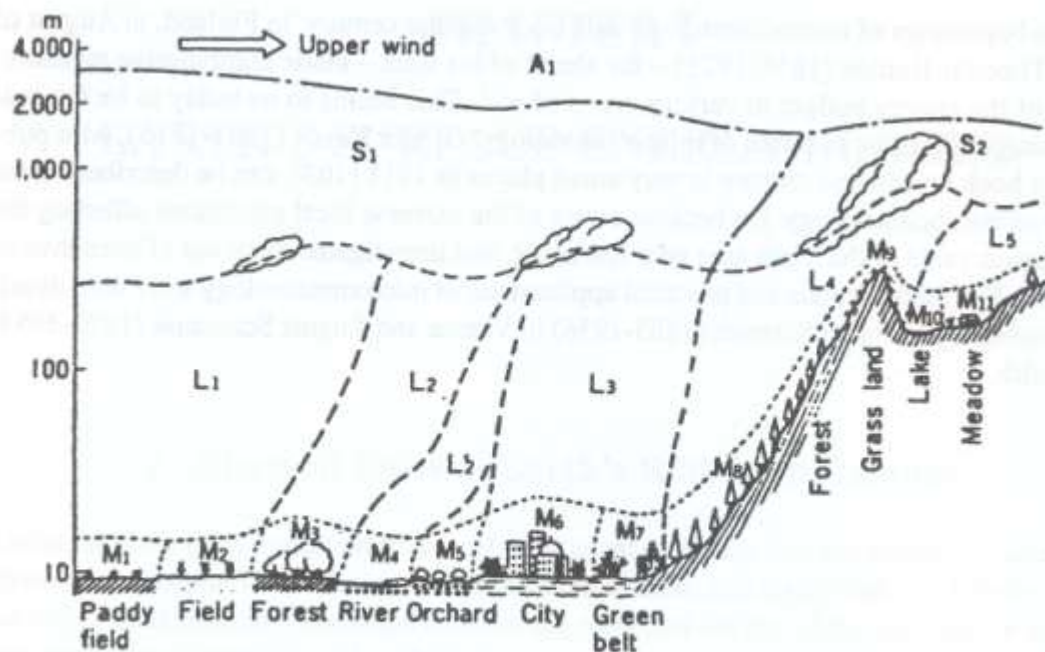 m
4.000
2.000
1.000
100
10
Upper wind
A1
S1
S2
L1
L2
L'2
L3
L4
L5
M1
M2
M3
M4
M5
M6
M7
M8
M9
M10
M11
Paddy
field
Field
Forest
River
Orchard
City
Green
belt
Forest
Grass land
Lake
Meadow